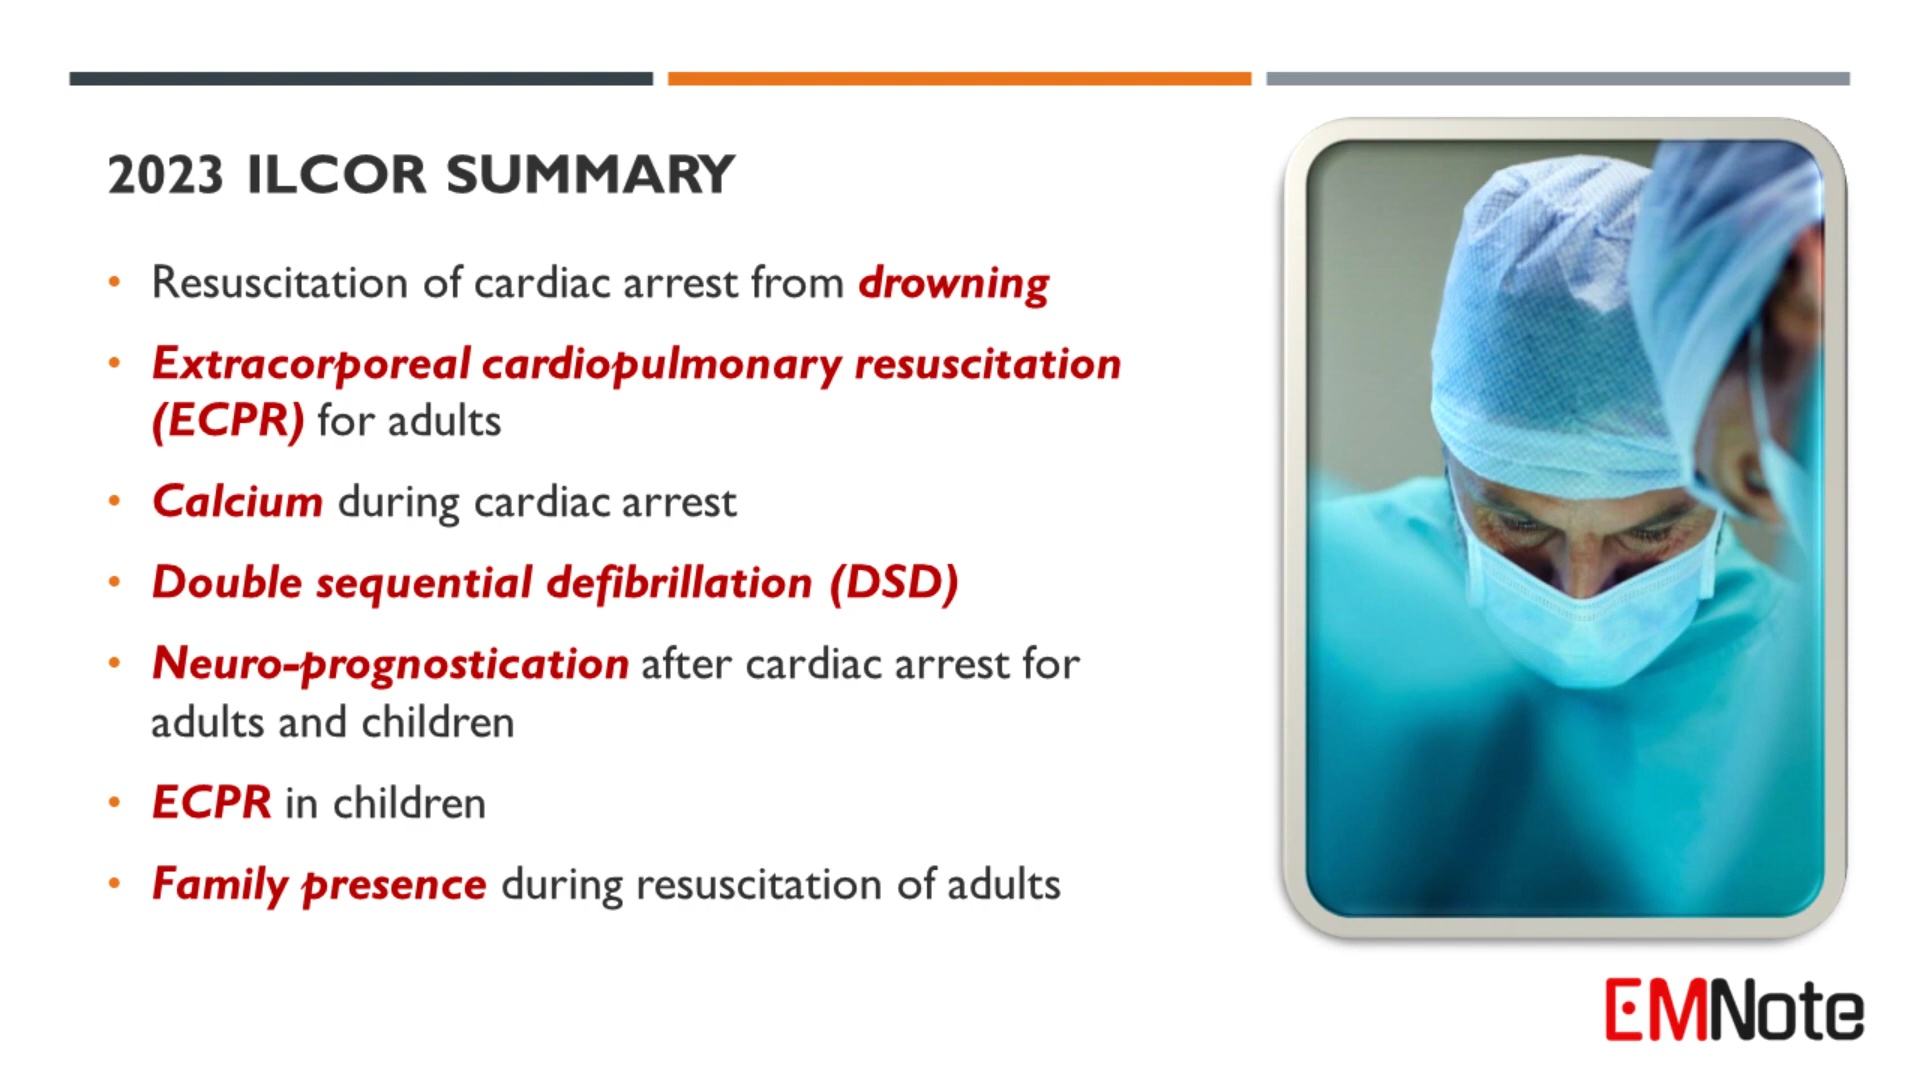 2023 ILCOR SUMMARY
• Resuscitation of cardiac arrest from drowning
• Extracorporeal cardiopulmonary resuscitation
(ECPR) for adults
• Calcium during cardiac arrest
• Double sequential defibrillation (DSD)
• Neuro-prognostication after cardiac arrest for
adults and children
• ECPR in children
• Family presence during resuscitation of adults
EMNote